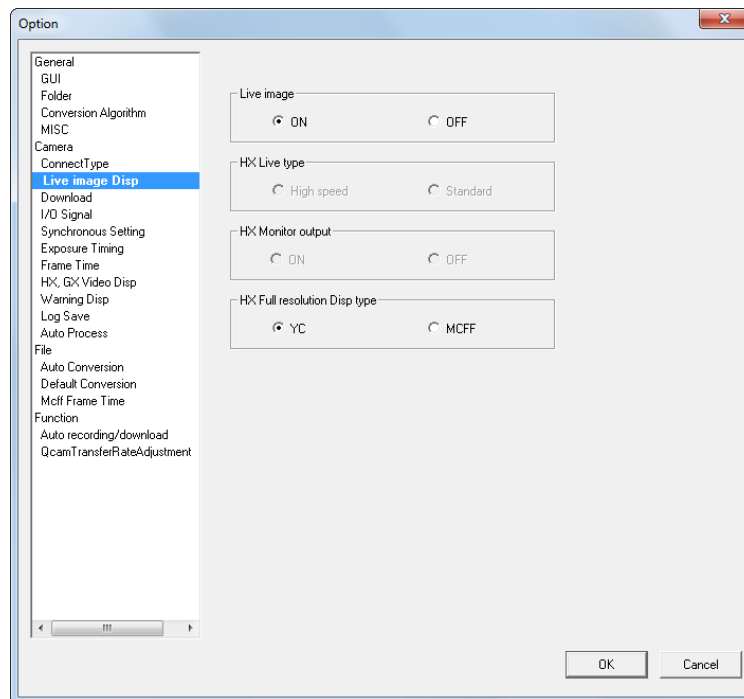 Option
General
GUI
Folder
Conversion Algorithm
MISC
Camera
ConnectType
Live image Disp
Download
I/O Signal
Synchronous Setting
Exposure Timing
Frame Time
HX, GX Video Disp
Warning Disp
Log Save
Auto Process
File
Auto Conversion
Default Conversion
Mcff Frame Time
Function
Auto recording/download
QcamTransferRateAdjustment
Live image
ON OFF
HX Live type
High speed Standard
HX Monitor output
ON OFF
HX Full resolution Disp type
YC MCFF
OK Cancel